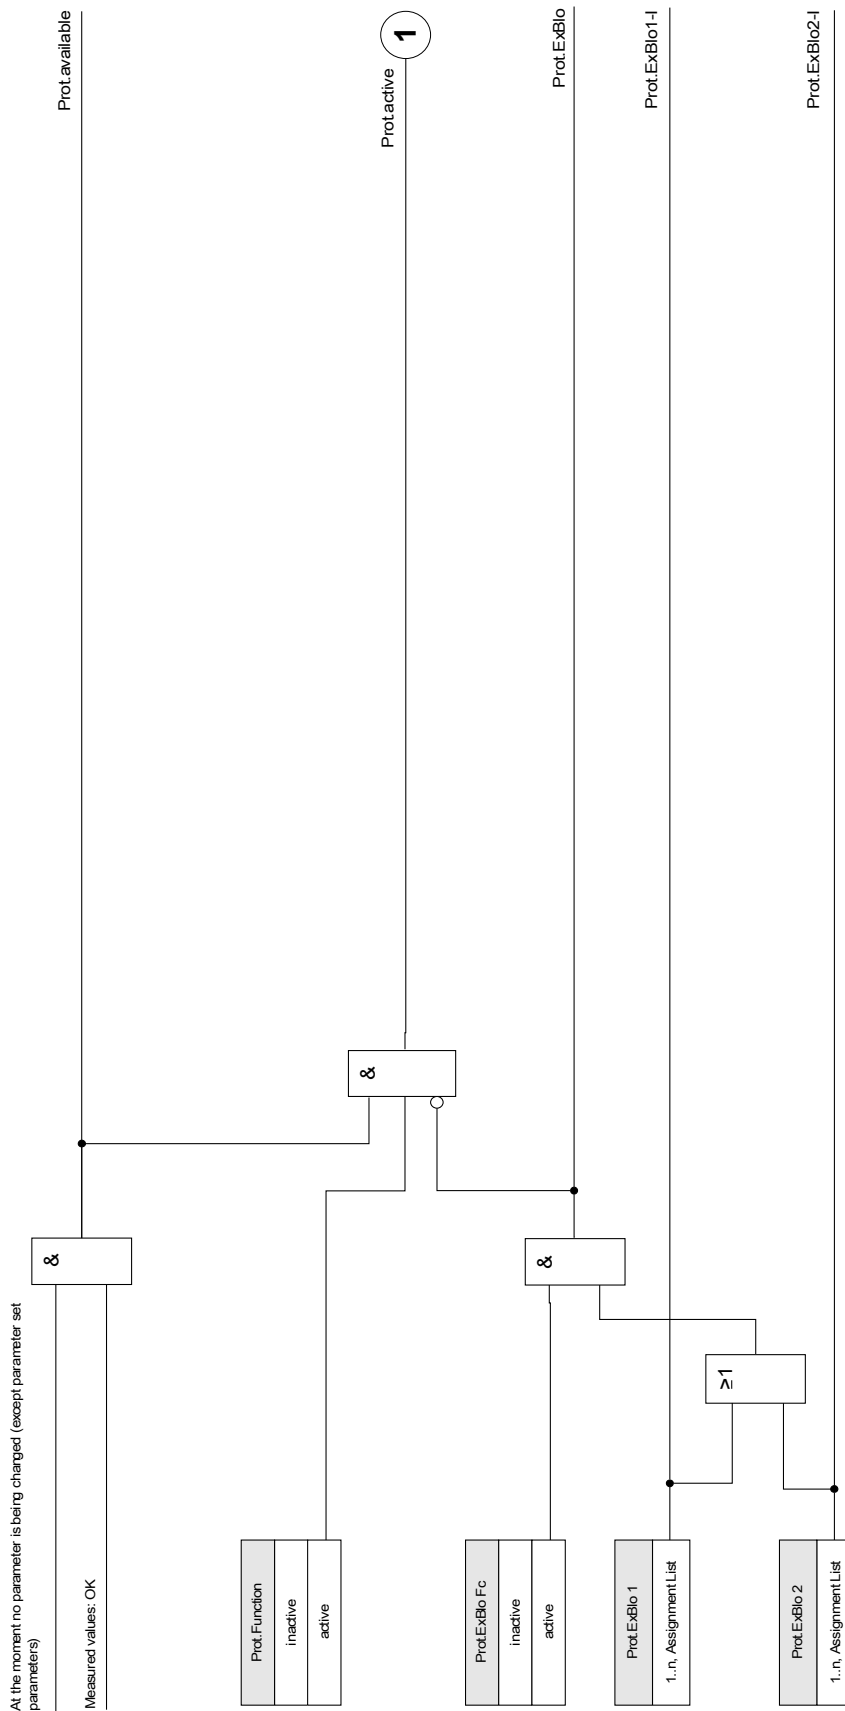 Prot.available
Prot.active
1
Prot.ExBlo
Prot.ExBlo1-I
Prot.ExBlo2-I
&
&
&
≥1
At the moment no parameter is being changed (except parameter set
parameters)
Measured values: OK
Prot.Function
inactive
active
Prot.ExBlo Fc
inactive
active
Prot.ExBlo 1
1..n, Assignment List
Prot.ExBlo 2
1..n, Assignment List